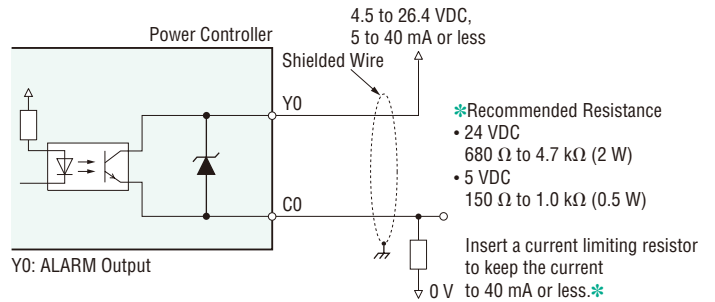 4.5 to 26.4 VDC,
5 to 40 mA or less
Power Controller
Shielded Wire
Y0
✻Recommended Resistance
• 24 VDC
680 Ω to 4.7 kΩ (2 W)
• 5 VDC
150 Ω to 1.0 kΩ (0.5 W)
C0
Insert a current limiting resistor
to keep the current
to 40 mA or less.✻
0 V
Y0: ALARM Output